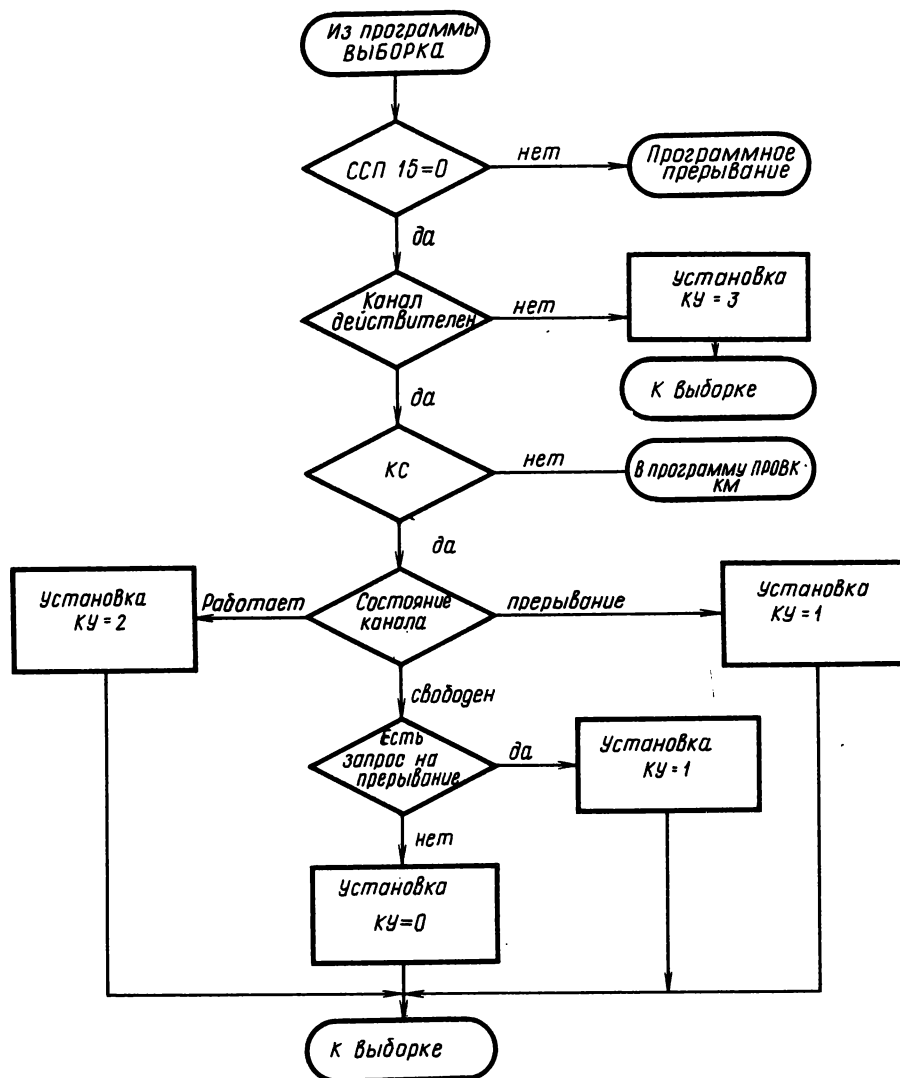 Из программы
ВЫБОРКА
ССП 15=0
нет
Программное
прерывание
да
Канал
действителен
нет
Установка
КУ = 3
да
К выборке
КС
нет
В программу ПРОВК
КМ
да
Установка
КУ = 2
Работает
Состояние
канала
прерывание
Установка
КУ = 1
свободен
Есть
запрос на
прерывание
да
Установка
КУ = 1
нет
Установка
КУ=0
К выборке